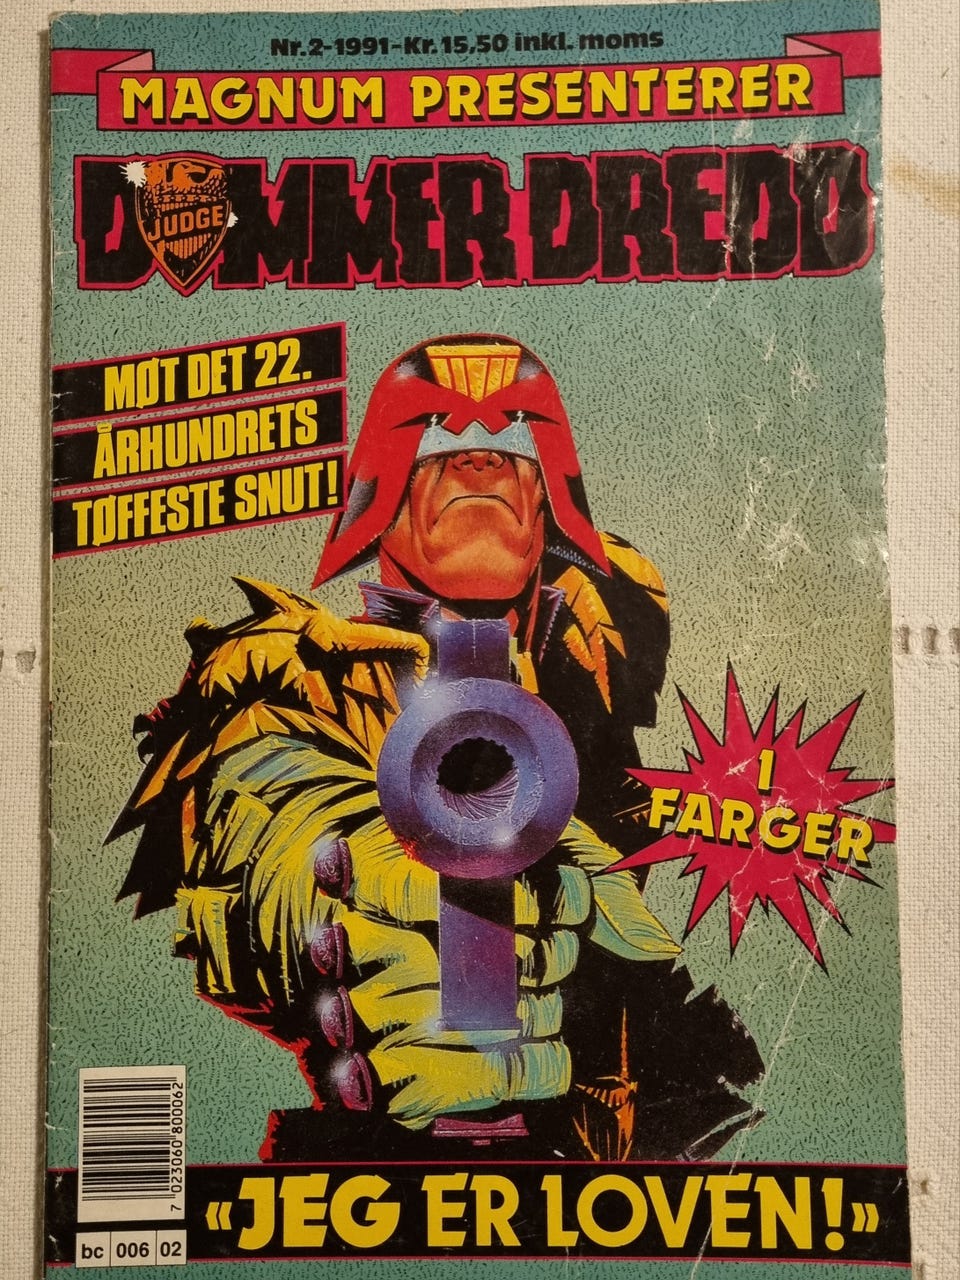 Nr.2-1991-Kr.15,50 inkl. moms
MAGNUM PRESENTERER
DØMMER DREDD
JUDGE
MØT DET 22.
ÅRHUNDRETS
TØFFESTE SNUT!
I
FARGER
7 023060 800062
bc 006 02
«JEG ER LOVEN!»